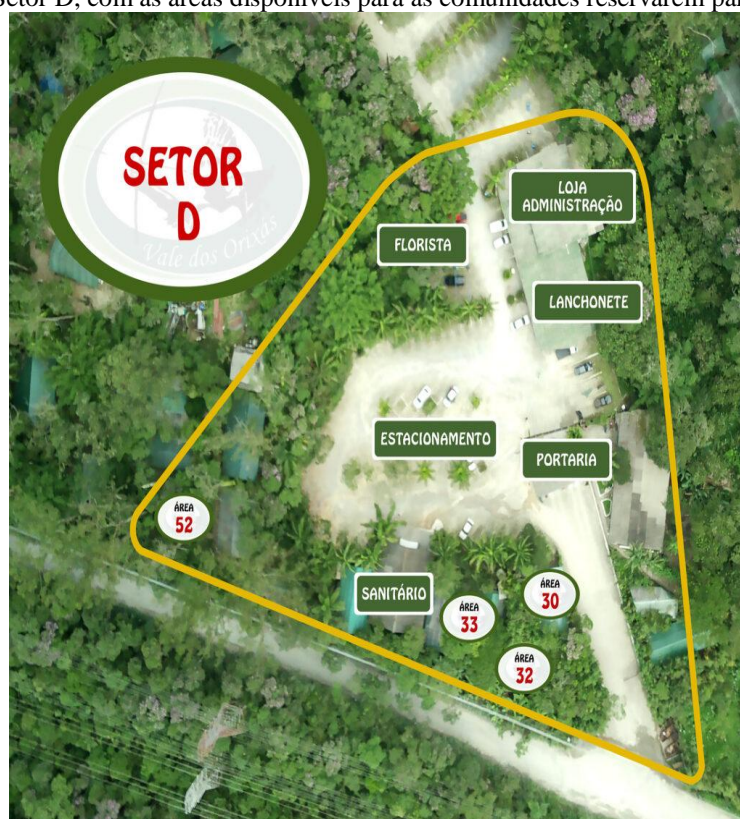 Setor D, com as áreas disponíveis para as comunidades reservarem par
SETOR
D
Vale dos Orixás
LOJA
ADMINISTRAÇÃO
FLORISTA
LANCHONETE
ESTACIONAMENTO
PORTARIA
ÁREA
52
SANITÁRIO
ÁREA
30
ÁREA
33
ÁREA
32